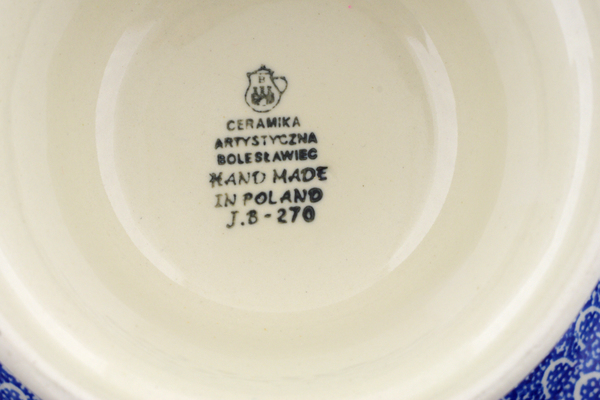 CERAMIKA
ARTYSTYCZNA
BOLESŁAWIEC
HAND MADE
IN POLAND
J.B-270